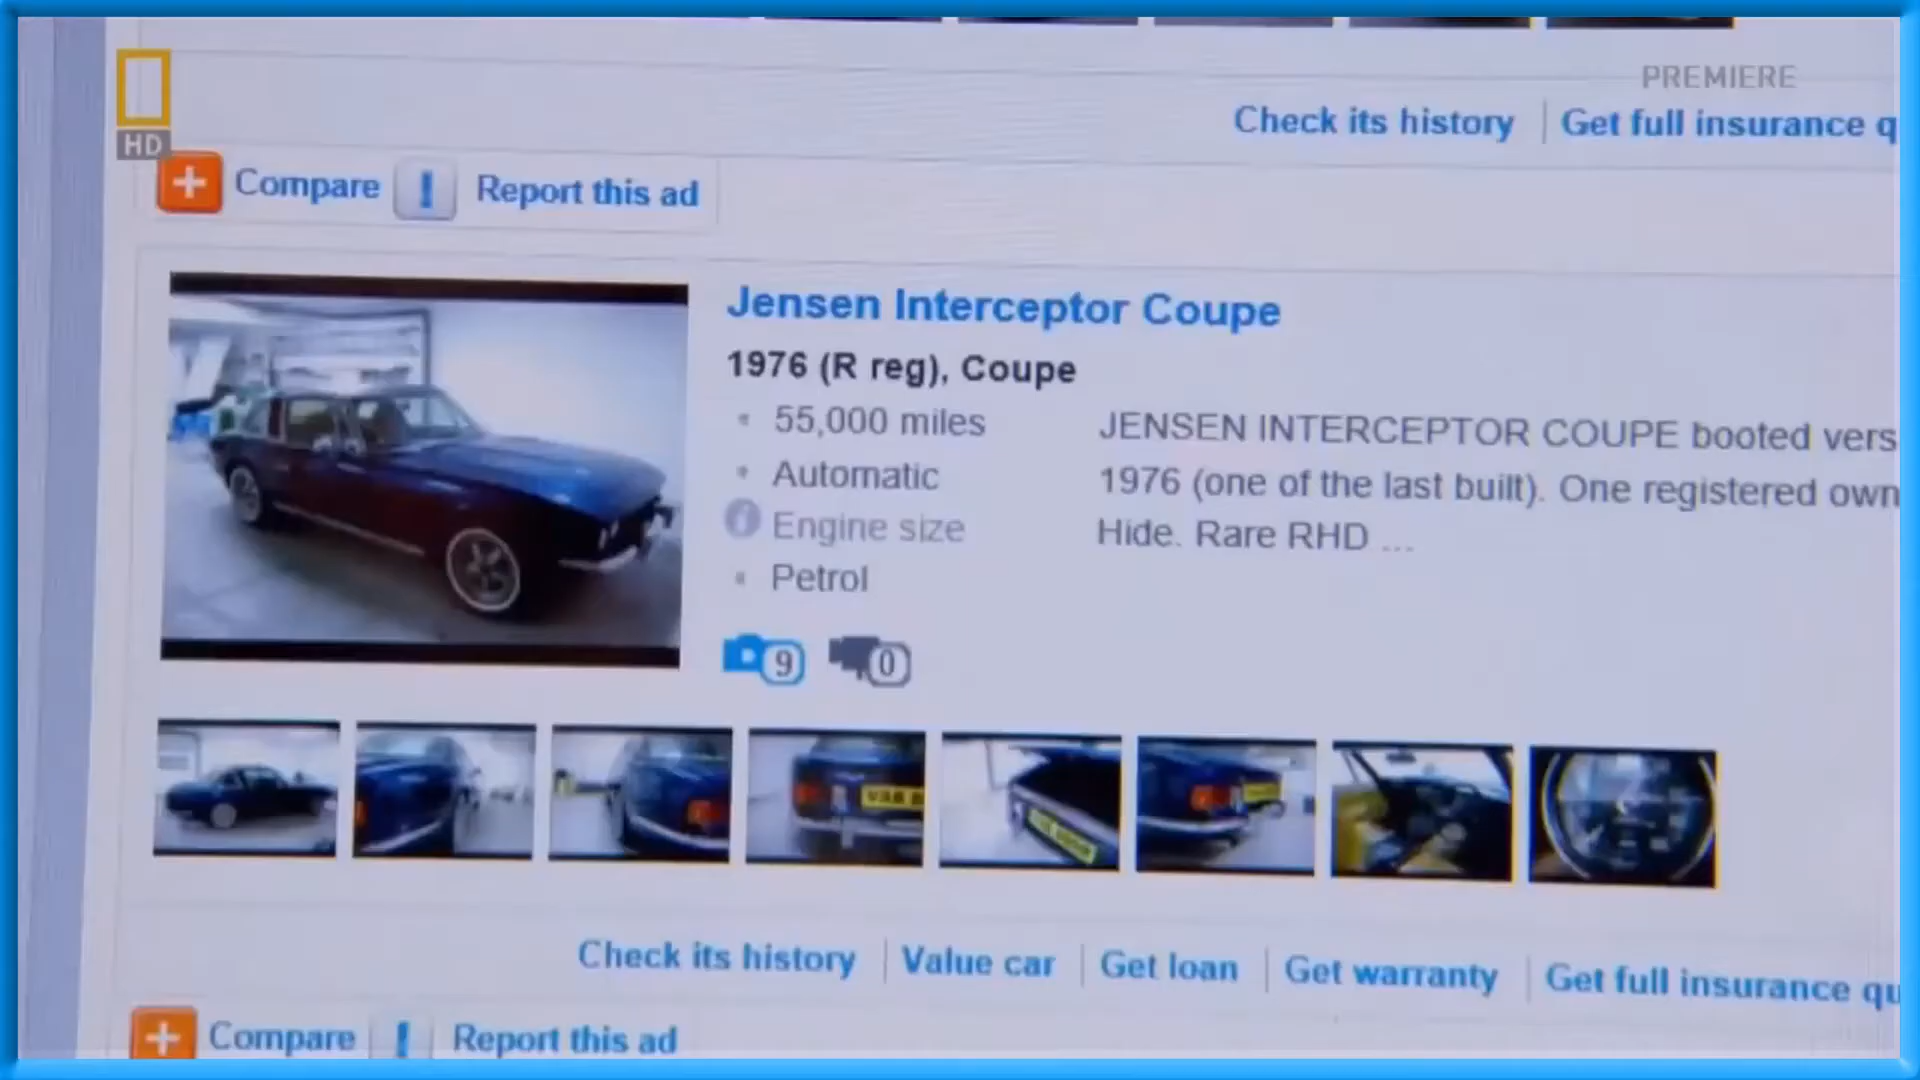 PREMIERE
HD
Check its history
Get full insurance q
Compare
Report this ad
Jensen Interceptor Coupe
1976 (R reg), Coupe
55,000 miles
Automatic
Engine size
Petrol
JENSEN INTERCEPTOR COUPE booted vers
1976 (one of the last built). One registered own
Hide. Rare RHD ...
9
0
Check its history
Value car
Get loan
Get warranty
Get full insurance qu
Compare
Report this ad